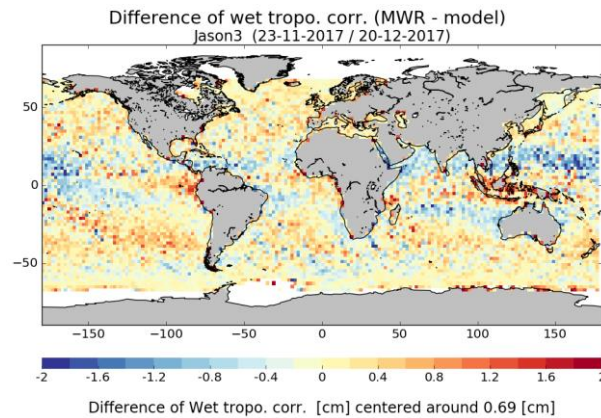 Difference of wet tropo. corr. (MWR - model)
Jason3 (23-11-2017 / 20-12-2017)
50
0
−50
−150 −100 −50 0 50 100 150
-2 -1.6 -1.2 -0.8 -0.4 0 0.4 0.8 1.2 1.6 2
Difference of Wet tropo. corr. [cm] centered around 0.69 [cm]